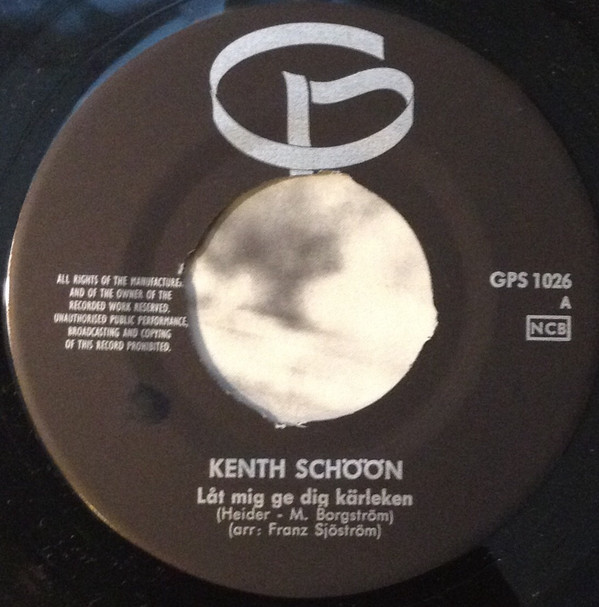 ALL RIGHTS OF THE MANUFACTURER
AND OF THE OWNER OF THE
RECORDED WORK RESERVED.
UNAUTHORISED PUBLIC PERFORMANCE,
BROADCASTING AND COPYING
OF THIS RECORD PROHIBITED.
GPS 1026
A
NCB
KENTH SCHÖÖN
Låt mig ge dig kärleken
(Heider - M. Borgström)
(arr: Franz Sjöström)